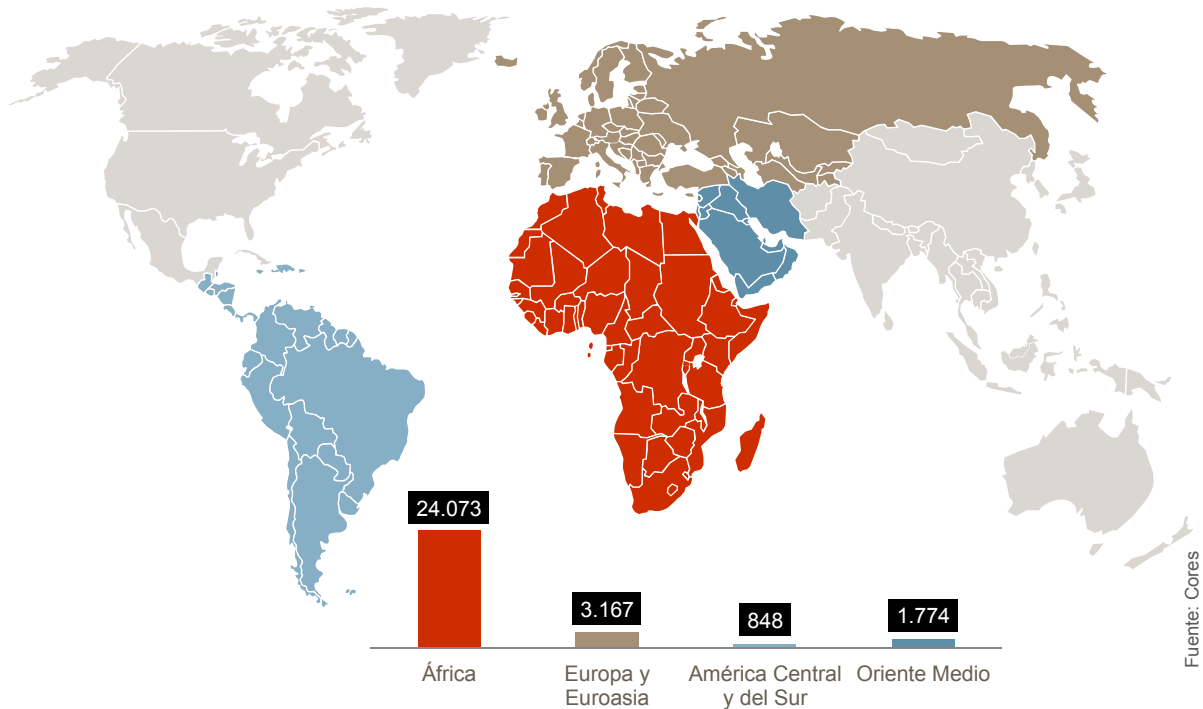 24.073
3.167
848
1.774
África
Europa y
Euroasia
América Central
y del Sur
Oriente Medio
Fuente: Cores